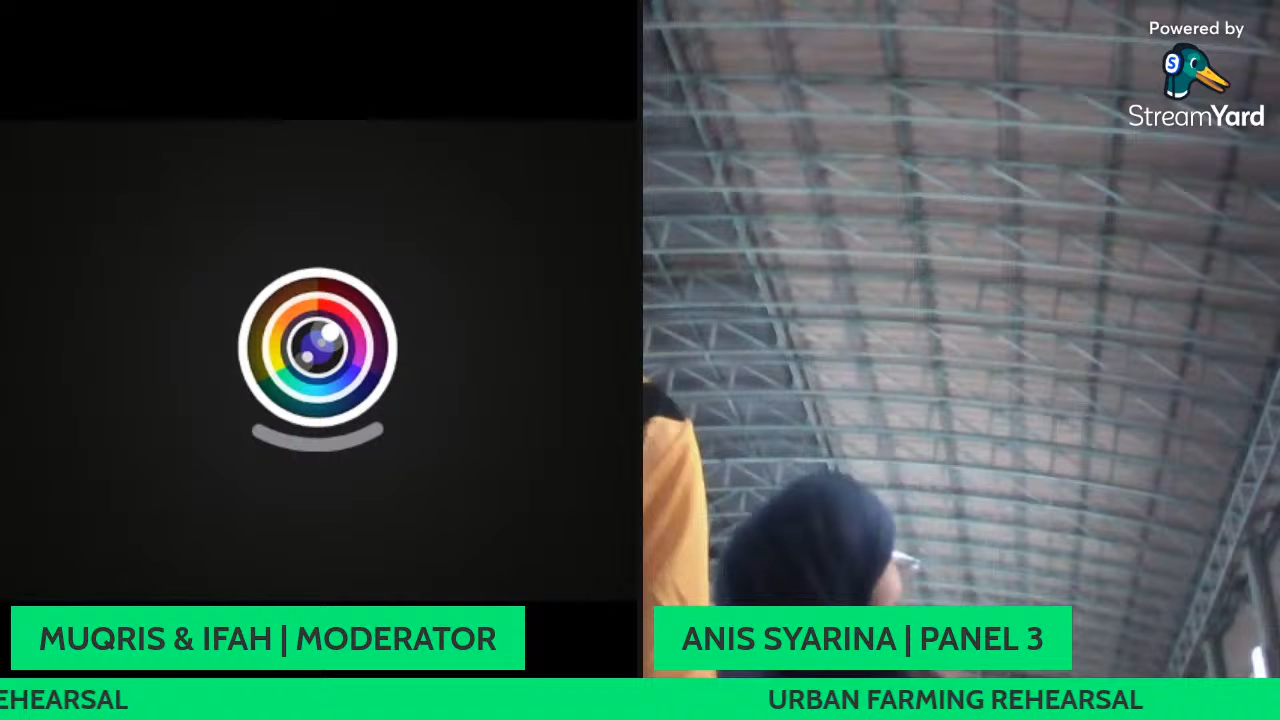 Powered by
S
StreamYard
MUQRIS & IFAH | MODERATOR
ANIS SYARINA | PANEL 3
EHEARSAL
URBAN FARMING REHEARSAL